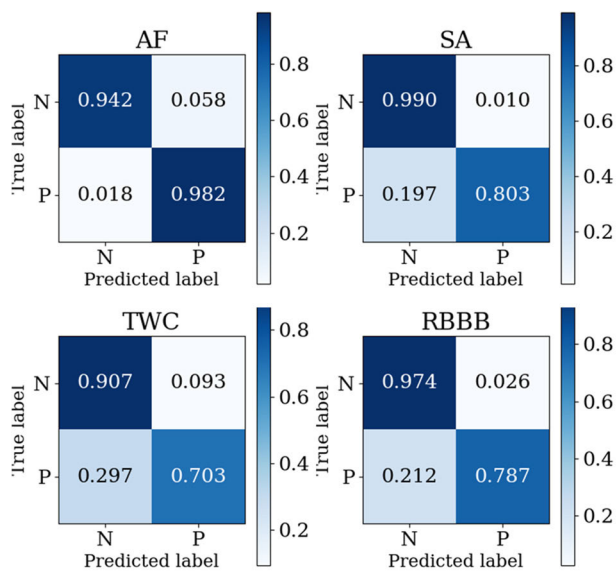 AF
True label
N 0.942 0.058
P 0.018 0.982
N P
Predicted label
0.8
0.6
0.4
0.2
SA
True label
N 0.990 0.010
P 0.197 0.803
N P
Predicted label
0.8
0.6
0.4
0.2
TWC
True label
N 0.907 0.093
P 0.297 0.703
N P
Predicted label
0.8
0.6
0.4
0.2
RBBB
True label
N 0.974 0.026
P 0.212 0.787
N P
Predicted label
0.8
0.6
0.4
0.2